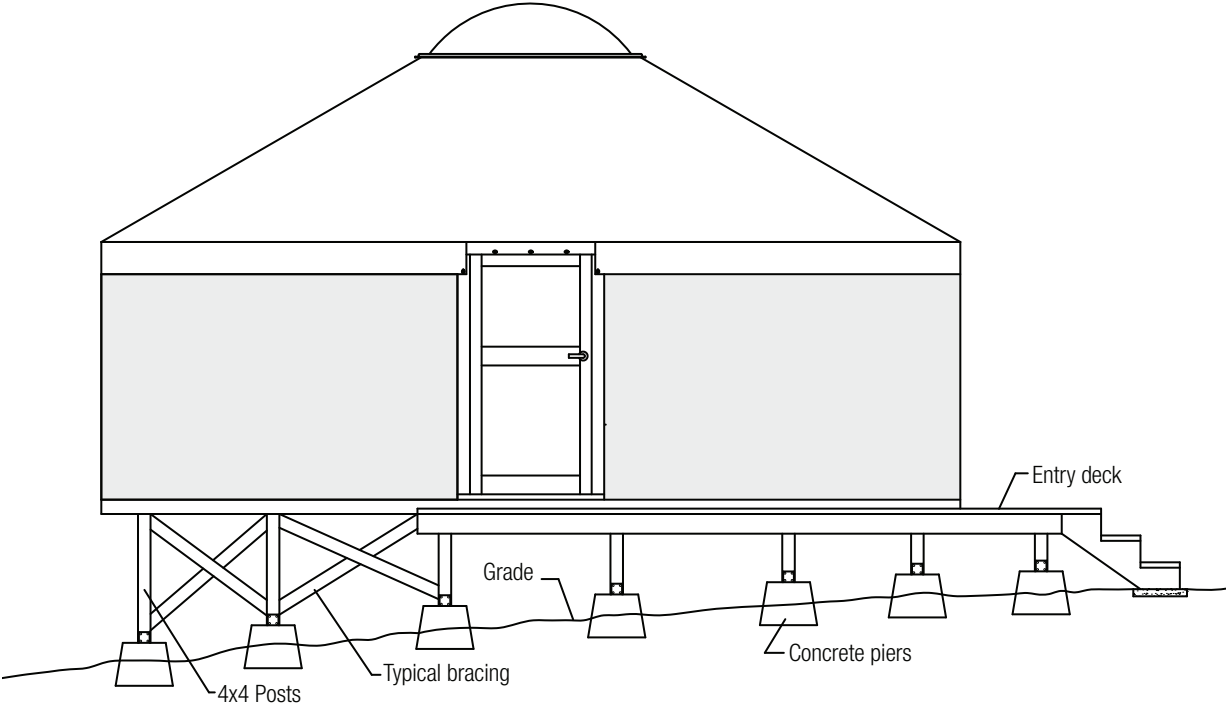 Entry deck
Grade
Concrete piers
Typical bracing
4x4 Posts